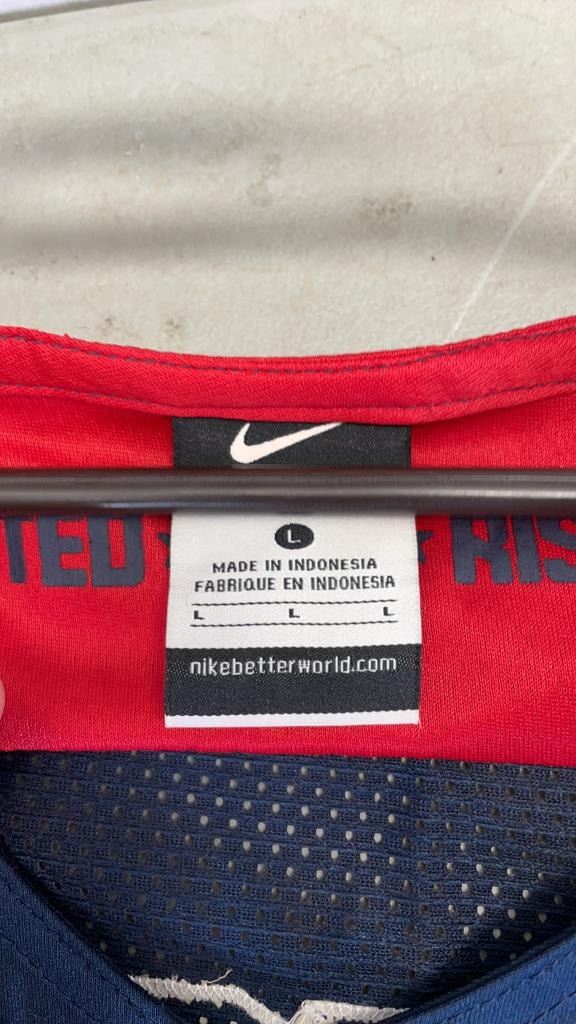 L
TED
RIS
MADE IN INDONESIA
FABRIQUE EN INDONESIA
L L L
nikebetterworld.com